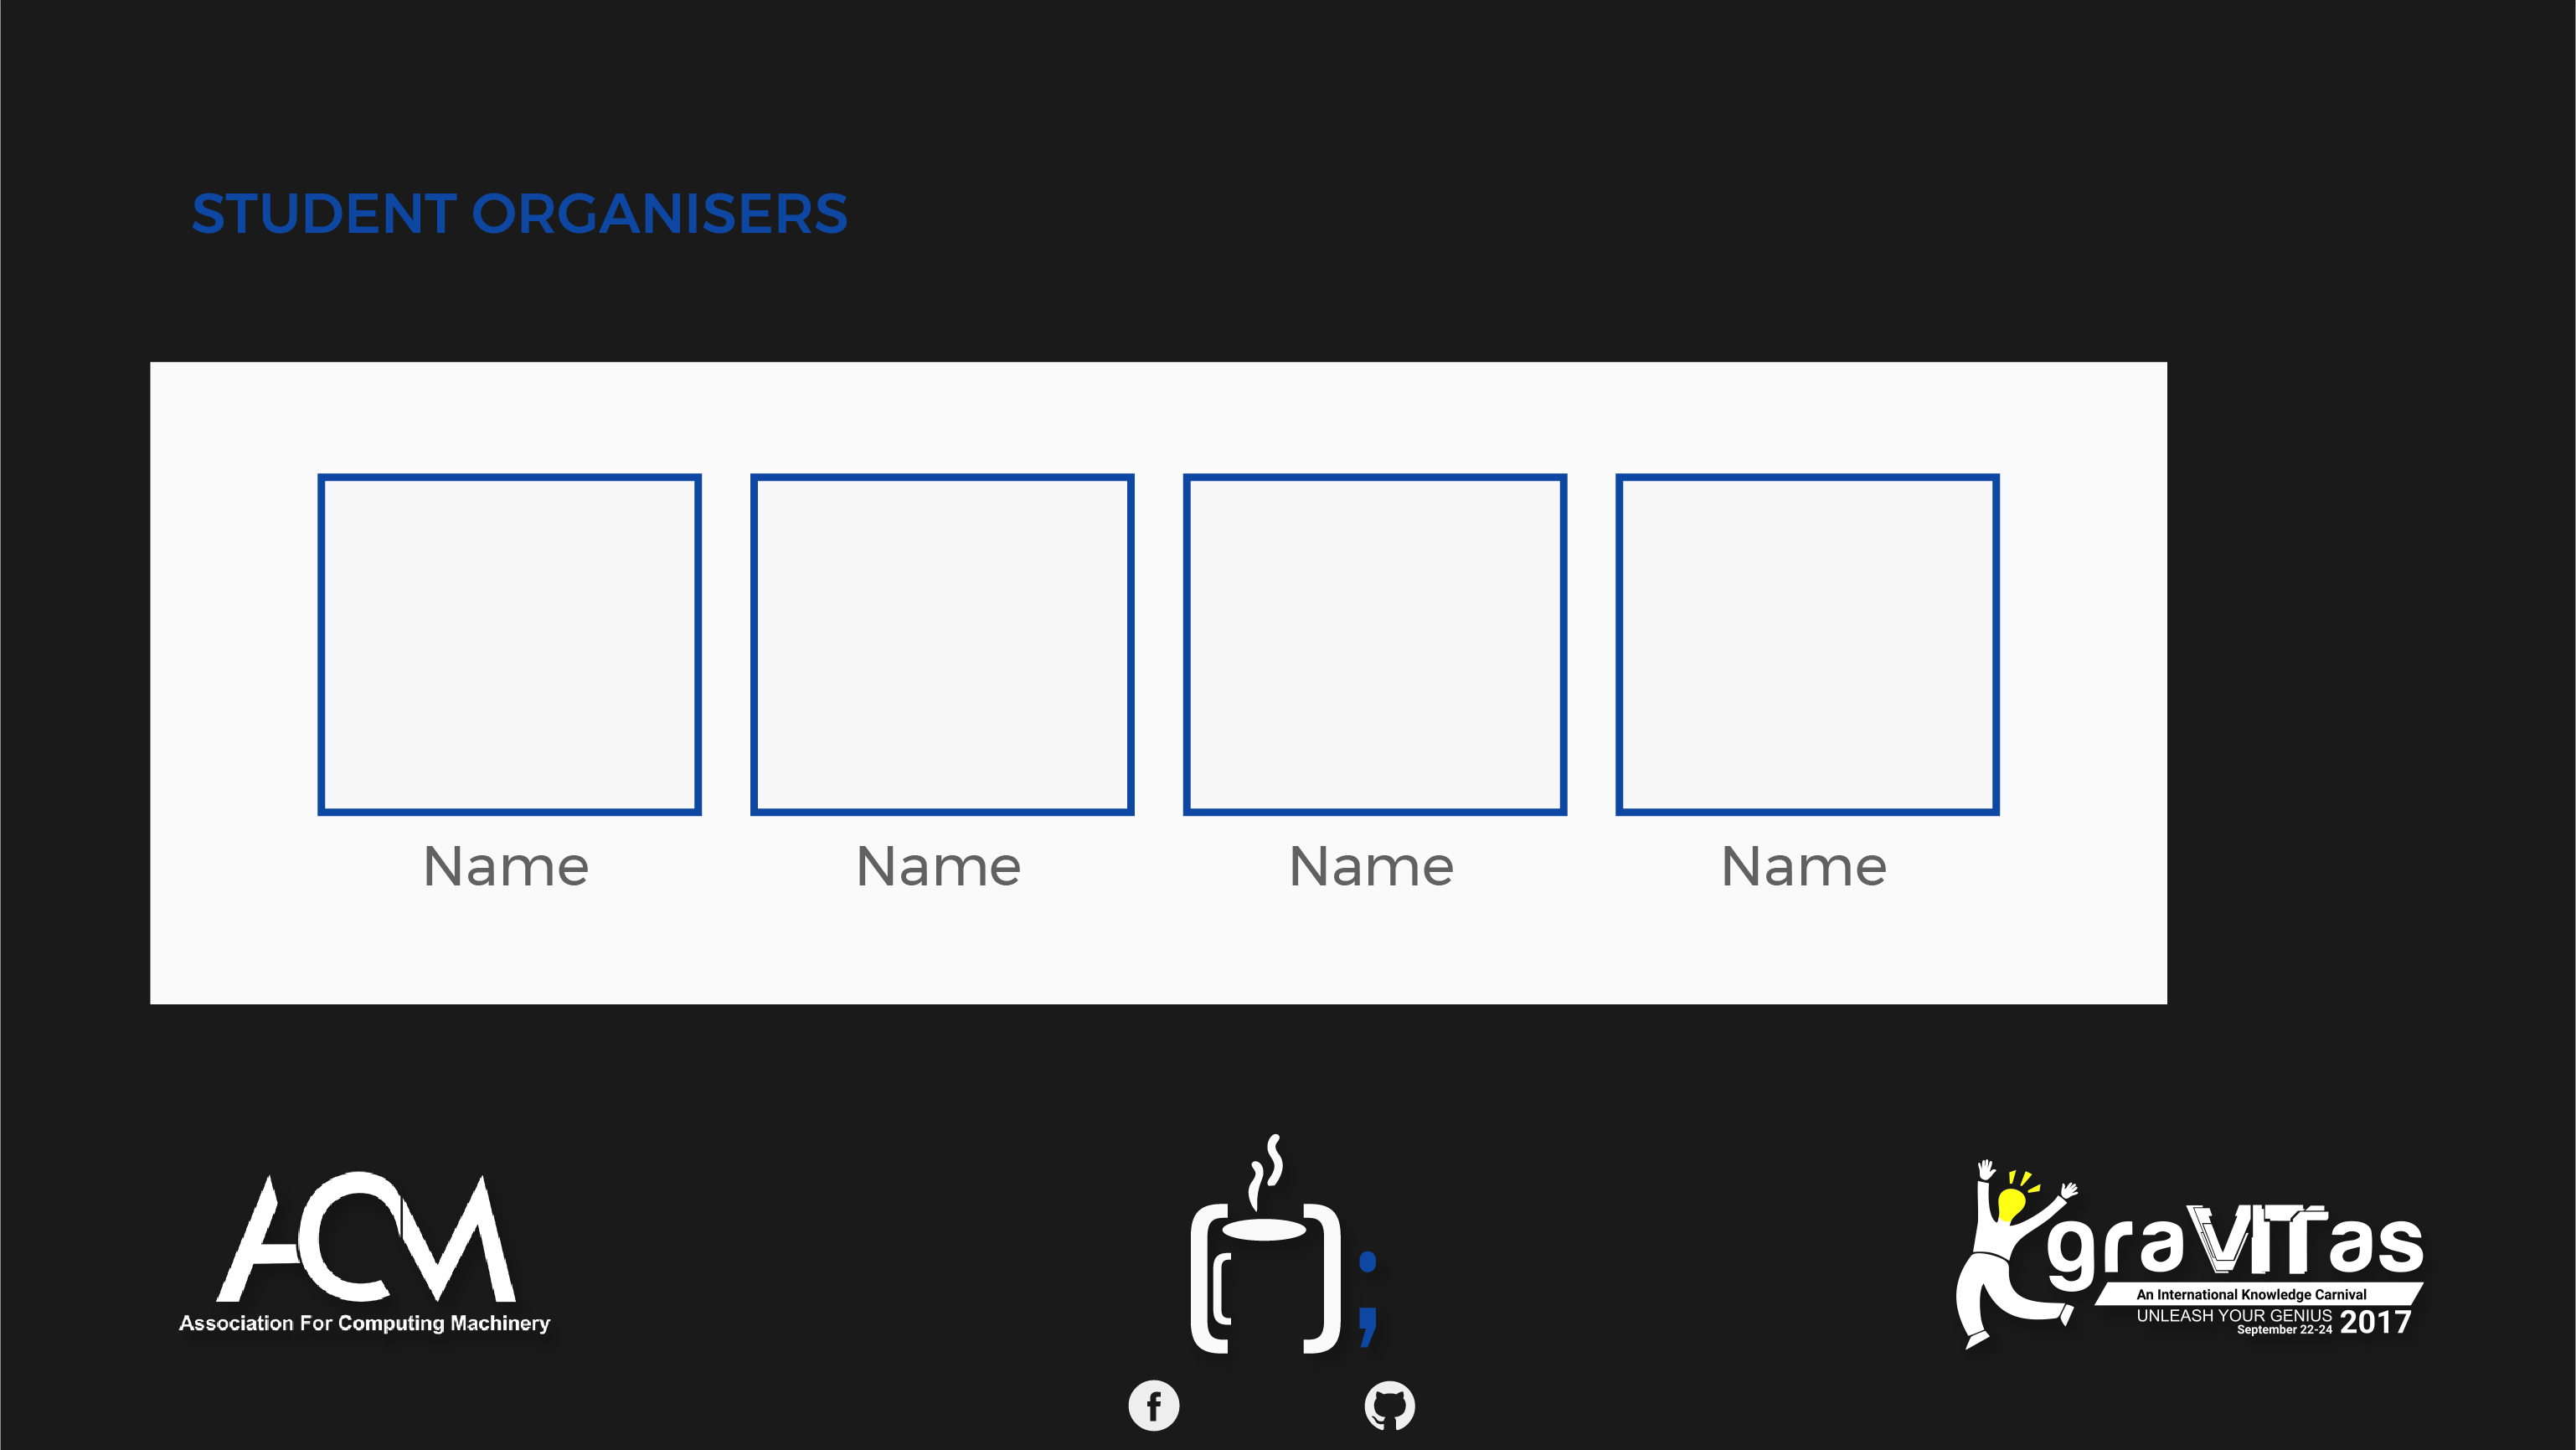 STUDENT ORGANISERS
Name Name Name Name
ACM
Association For Computing Machinery
[ ];
f
graVITas
An International Knowledge Carnival
UNLEASH YOUR GENIUS
September 22-24 2017